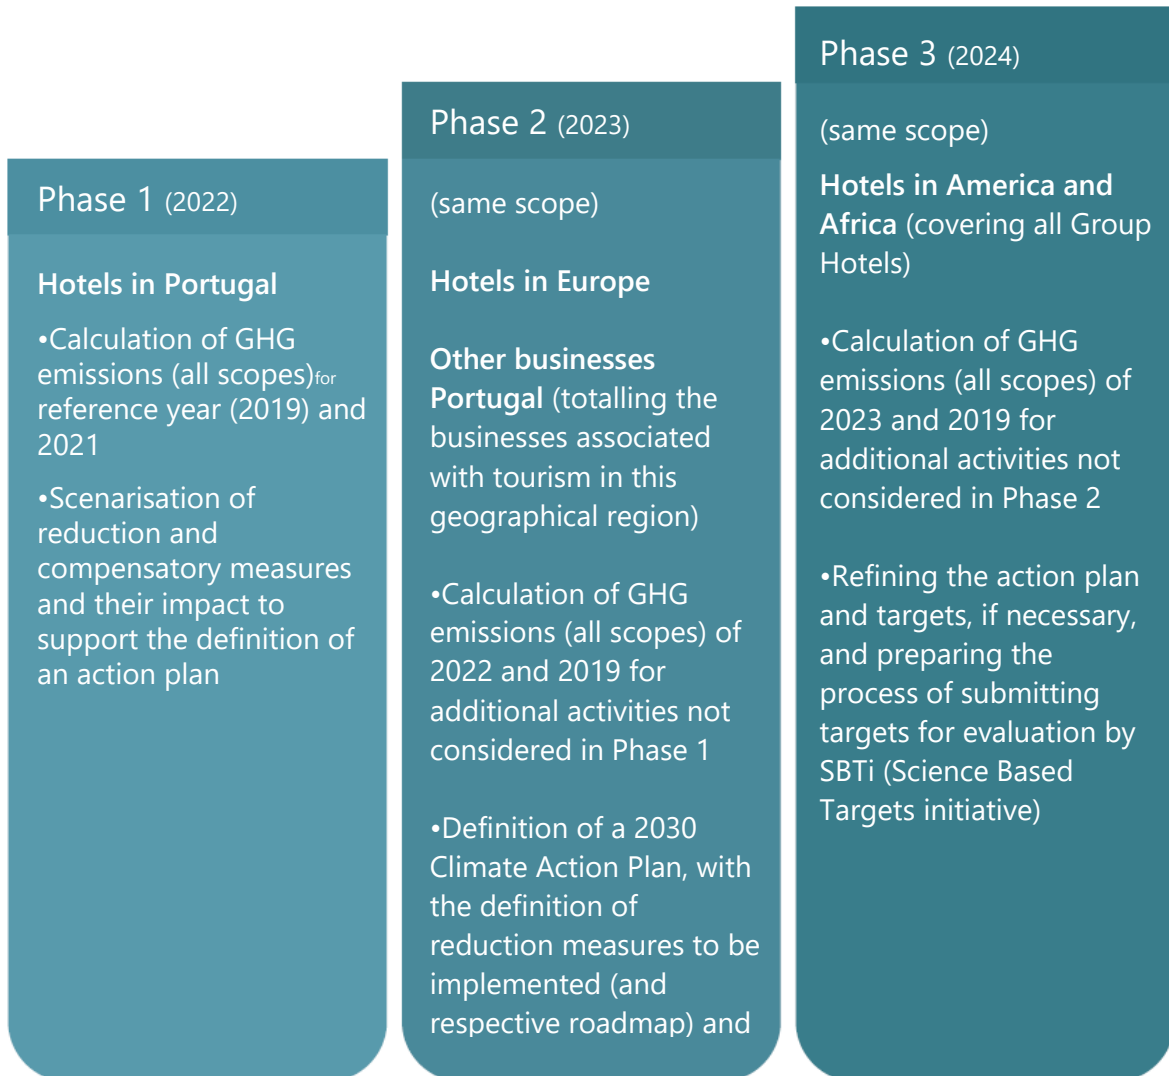 Phase 1 (2022)
Hotels in Portugal
•Calculation of GHG
emissions (all scopes)for
reference year (2019) and
2021
•Scenarisation of
reduction and
compensatory measures
and their impact to
support the definition of
an action plan
Phase 2 (2023)
(same scope)
Hotels in Europe
Other businesses
Portugal (totalling the
businesses associated
with tourism in this
geographical region)
•Calculation of GHG
emissions (all scopes) of
2022 and 2019 for
additional activities not
considered in Phase 1
•Definition of a 2030
Climate Action Plan, with
the definition of
reduction measures to be
implemented (and
respective roadmap) and
Phase 3 (2024)
(same scope)
Hotels in America and
Africa (covering all Group
Hotels)
•Calculation of GHG
emissions (all scopes) of
2023 and 2019 for
additional activities not
considered in Phase 2
•Refining the action plan
and targets, if necessary,
and preparing the
process of submitting
targets for evaluation by
SBTi (Science Based
Targets initiative)